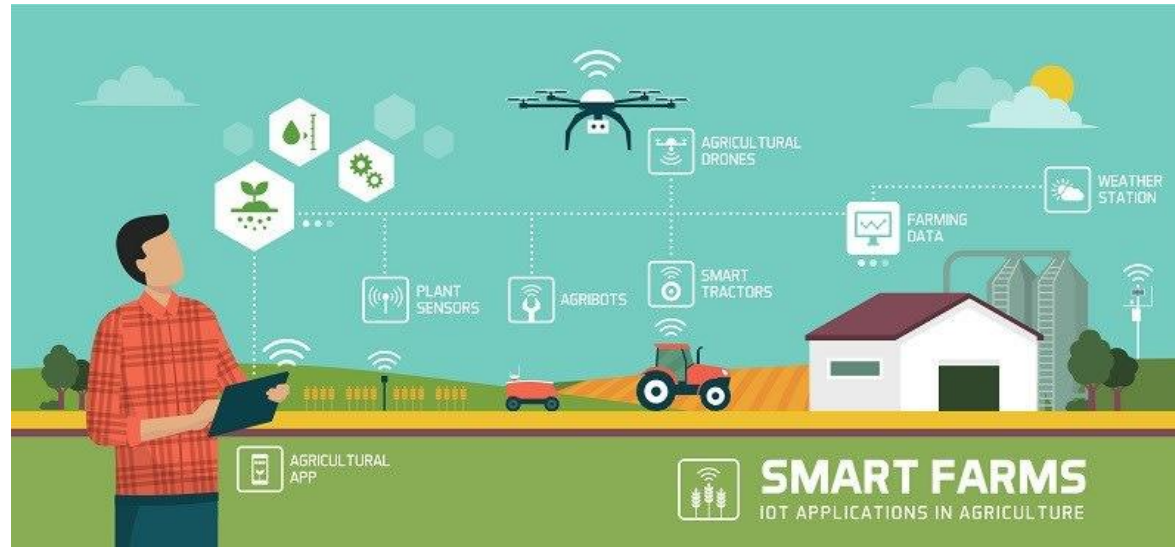 AGRICULTURAL
DRONES
WEATHER
STATION
FARMING
DATA
PLANT
SENSORS
AGRIBOTS
SMART
TRACTORS
AGRICULTURAL
APP
SMART FARMS
IOT APPLICATIONS IN AGRICULTURE